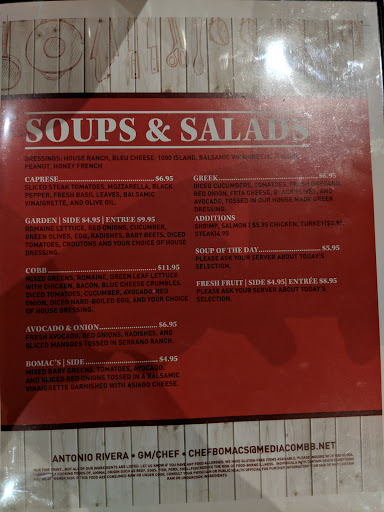 SOUPS & SALADS
DRESSINGS: HOUSE RANCH, BLEU CHEESE, 1000 ISLAND, BALSAMIC VINAIGRETTE,
PEANUT, HONEY FRENCH
CAPRESE $6.95
SLICED STEAK TOMATOES, MOZZARELLA, BLACK
PEPPER, FRESH BASIL LEAVES, BALSAMIC
VINAIGRETTE, AND OLIVE OIL.
GARDEN | SIDE $4.95 | ENTREE $9.95
ROMAINE LETTUCE, RED ONIONS, CUCUMBER,
GREEN OLIVES, EGG, RADISHES, BABY BEETS, DICED
TOMATOES, CROUTONS AND YOUR CHOICE OF HOUSE
DRESSING.
COBB $11.95
MIXED GREENS, ROMAINE, GREEN LEAF LETTUCE
WITH CHICKEN, BACON, BLUE CHEESE CRUMBLES,
DICED TOMATOES, CUCUMBER, AVOCADO, RED
ONION, DICED HARD-BOILED EGG, AND YOUR CHOICE
OF HOUSE DRESSING.
AVOCADO & ONION $6.95
FRESH AVOCADO, RED ONIONS, RADISHES, AND
SLICED MANGOES TOSSED IN SERRANO RANCH.
BOMAC'S | SIDE $4.95
MIXED BABY GREENS, TOMATOES, AVOCADO,
AND SLICED RED ONIONS TOSSED IN A BALSAMIC
VINAIGRETTE GARNISHED WITH ASIAGO CHEESE.
GREEK $6.95
DICED CUCUMBERS, TOMATOES, FRESH OREGANO,
RED ONION, FETA CHEESE, BLACK OLIVES, AND
AVOCADO, TOSSED IN OUR HOUSE MADE GREEK
DRESSING.
ADDITIONS
SHRIMP, SALMON | $5.95 CHICKEN, TURKEY
STEAK
SOUP OF THE DAY $5.95
PLEASE ASK YOUR SERVER ABOUT TODAY'S
SELECTION.
FRESH FRUIT | SIDE $4.95 | ENTRÉE $8.95
PLEASE ASK YOUR SERVER ABOUT TODAY'S
SELECTION.
ANTONIO RIVERA • GM/CHEF • CHEFBOMACS@MEDIACOMBB.NET